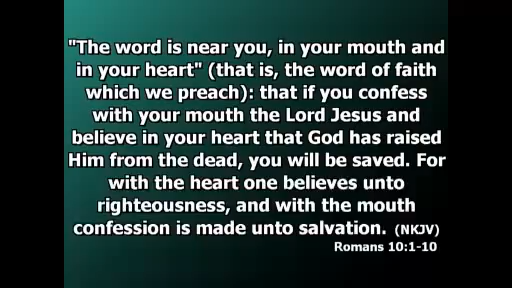 "The word is near you, in your mouth and
in your heart" (that is, the word of faith
which we preach): that if you confess
with your mouth the Lord Jesus and
believe in your heart that God has raised
Him from the dead, you will be saved. For
with the heart one believes unto
righteousness, and with the mouth
confession is made unto salvation. (NKJV)
Romans 10:1-10